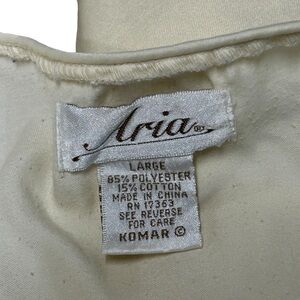 Aria®
LARGE
85% POLYESTER
15% COTTON
MADE IN CHINA
RN 17363
SEE REVERSE
FOR CARE
KOMAR ©